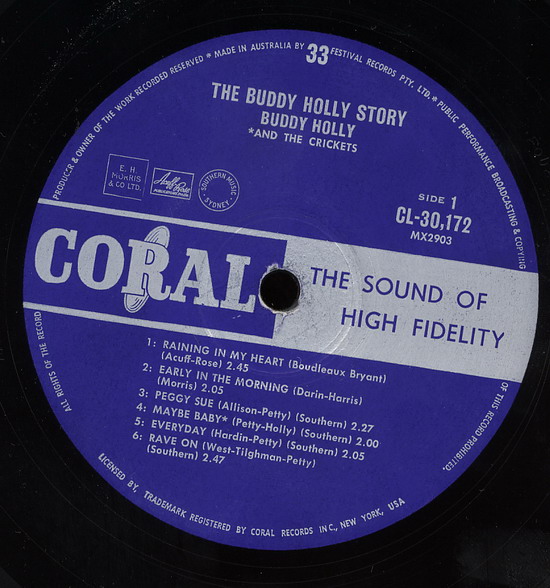 PRODUCER & OWNER OF THE WORK RECORDED RESERVED * MADE IN AUSTRALIA BY 33 FESTIVAL RECORDS PTY. LTD. * PUBLIC PERFORMANCE BROADCASTING & COPYING
THE BUDDY HOLLY STORY
BUDDY HOLLY
*AND THE CRICKETS
E. H.
MORRIS
& CO LTD.
Acuff-Rose
SOUTHERN MUSIC
SYDNEY
SIDE 1
CL-30,172
MX2903
CORAL
THE SOUND OF
HIGH FIDELITY
1: RAINING IN MY HEART (Boudleaux Bryant)
(Acuff-Rose) 2.45
2: EARLY IN THE MORNING (Darin-Harris)
(Morris) 2.05
3: PEGGY SUE (Allison-Petty) (Southern) 2.27
4: MAYBE BABY* (Petty-Holly) (Southern) 2.00
5: EVERYDAY (Hardin-Petty) (Southern) 2.05
6: RAVE ON (West-Tilghman-Petty)
(Southern) 2.47
ALL RIGHTS OF THE RECORD
OF THIS RECORD PROHIBITED.
LICENSED BY, TRADEMARK REGISTERED BY CORAL RECORDS INC., NEW YORK, USA